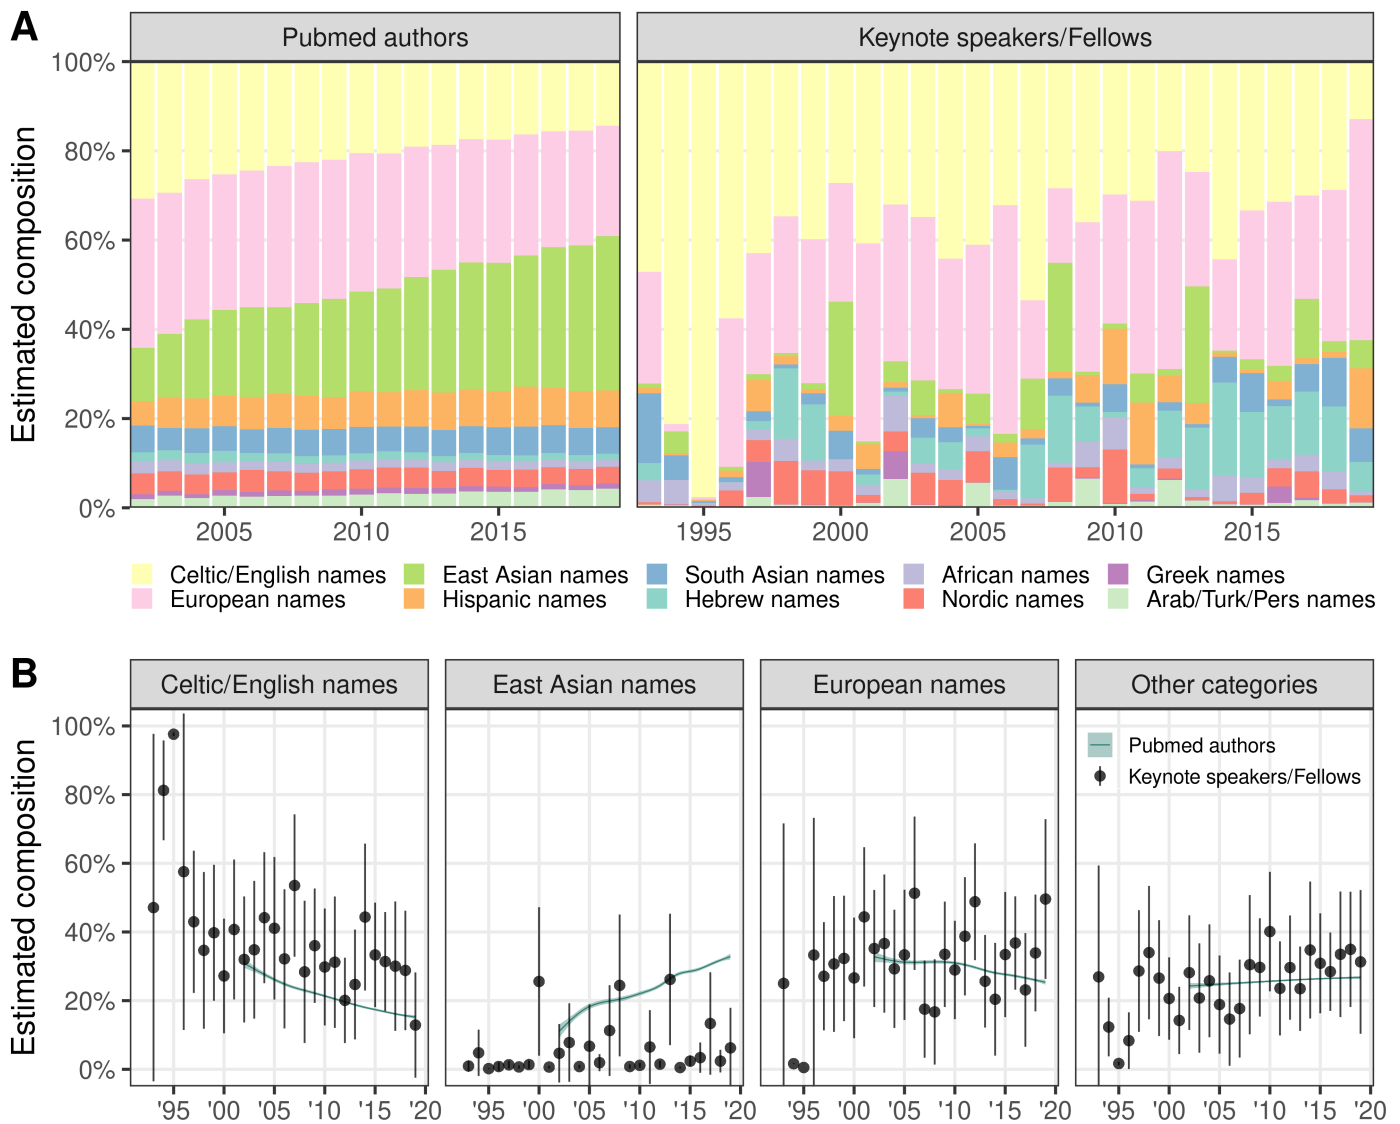 A
Pubmed authors
Keynote speakers/Fellows
Estimated composition
100%
80%
60%
40%
20%
0%
2005
2010
2015
1995
2000
2005
2010
2015
Celtic/English names
East Asian names
South Asian names
African names
Greek names
European names
Hispanic names
Hebrew names
Nordic names
Arab/Turk/Pers names
B
Celtic/English names
East Asian names
European names
Other categories
Estimated composition
100%
80%
60%
40%
20%
0%
Pubmed authors
Keynote speakers/Fellows
'95 '00 '05 '10 '15 '20
'95 '00 '05 '10 '15 '20
'95 '00 '05 '10 '15 '20
'95 '00 '05 '10 '15 '20